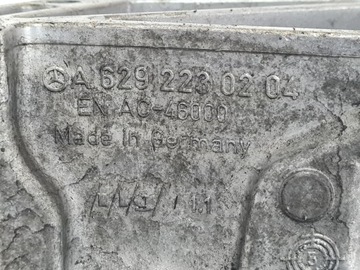 A 629 223 02 04
EN AC-46000
Made in Germany